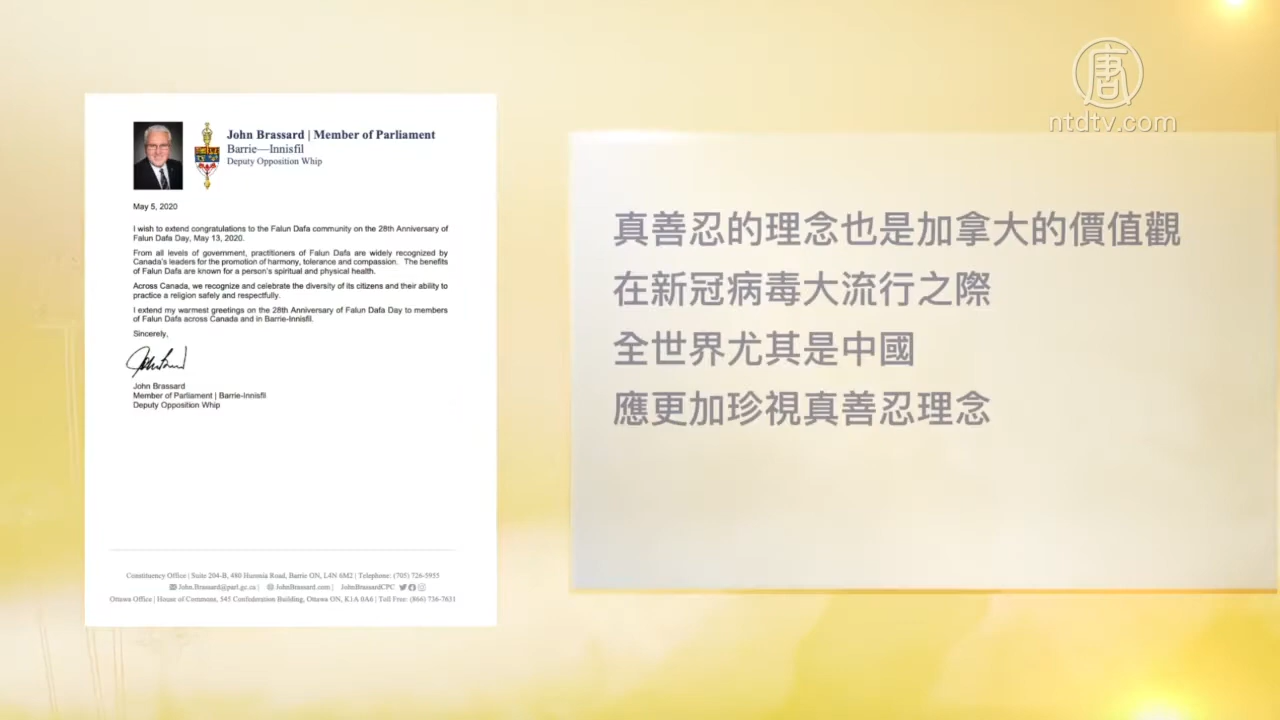 John Brassard | Member of Parliament
Barrie—Innisfil
Deputy Opposition Whip
May 5, 2020
I wish to extend congratulations to the Falun Dafa community on the 28th Anniversary of
Falun Dafa Day, May 13, 2020.
From all levels of government, practitioners of Falun Dafa are widely recognized by
Canada's leaders for the promotion of harmony, tolerance and compassion. The benefits
of Falun Dafa are known for a person's spiritual and physical health.
Across Canada, we recognize and celebrate the diversity of its citizens and their ability to
practice a religion safely and respectfully.
I extend my warmest greetings on the 28th Anniversary of Falun Dafa Day to members
of Falun Dafa across Canada and in Barrie-Innisfil.
Sincerely,
John Brassard
Member of Parliament | Barrie-Innisfil
Deputy Opposition Whip
Constituency Office | Suite 204-B, 480 Huronia Road, Barrie ON, L4N 6M2 | Telephone: (705) 726-5955
John.Brassard@parl.gc.ca | JohnBrassard.com | JohnBrassardCPC
Ottawa Office | House of Commons, 545 Confederation Building, Ottawa ON, K1A 0A6 | Toll Free: (866) 736-7631
唐
ntdtv.com
真善忍的理念也是加拿大的價值觀
在新冠病毒大流行之際
全世界尤其是中國
應更加珍視真善忍理念